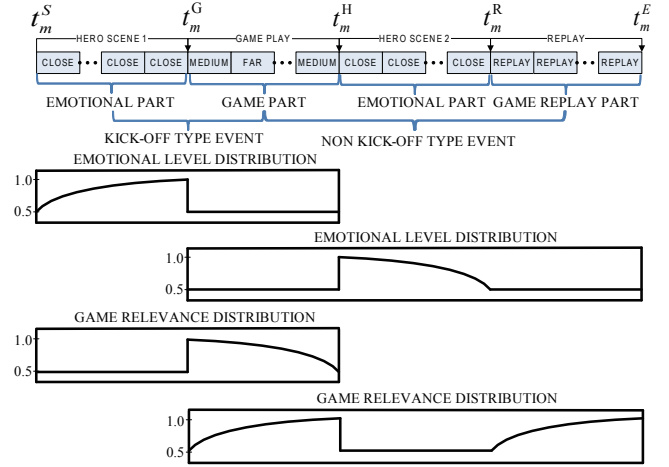 t_m^S t_m^G t_m^H t_m^R t_m^E
HERO SCENE 1 GAME PLAY HERO SCENE 2 REPLAY
CLOSE ••• CLOSE CLOSE MEDIUM FAR ••• MEDIUM CLOSE CLOSE ••• CLOSE REPLAY REPLAY ••• REPLAY
EMOTIONAL PART GAME PART EMOTIONAL PART GAME REPLAY PART
KICK-OFF TYPE EVENT NON KICK-OFF TYPE EVENT
EMOTIONAL LEVEL DISTRIBUTION
1.0
0.5
EMOTIONAL LEVEL DISTRIBUTION
1.0
0.5
GAME RELEVANCE DISTRIBUTION
1.0
0.5
GAME RELEVANCE DISTRIBUTION
1.0
0.5